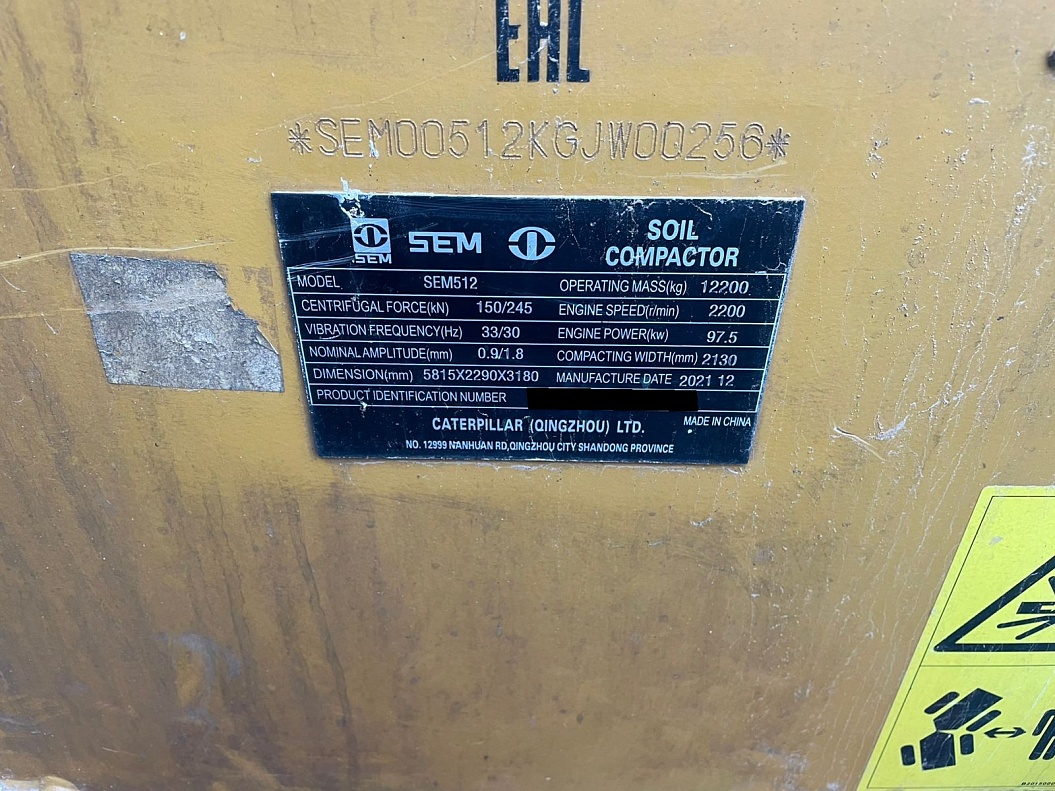 EAC
*SEM00512KGJW00256*
SEM SEM SOIL
COMPACTOR
MODEL SEM512 OPERATING MASS(kg) 12200
CENTRIFUGAL FORCE(kN) 150/245 ENGINE SPEED(r/min) 2200
VIBRATION FREQUENCY(Hz) 33/30 ENGINE POWER(kw) 97.5
NOMINAL AMPLITUDE(mm) 0.9/1.8 COMPACTING WIDTH(mm) 2130
DIMENSION(mm) 5815X2290X3180 MANUFACTURE DATE 2021 12
PRODUCT IDENTIFICATION NUMBER
CATERPILLAR (QINGZHOU) LTD. MADE IN CHINA
NO. 12999 NANHUAN RD,QINGZHOU CITY SHANDONG PROVINCE